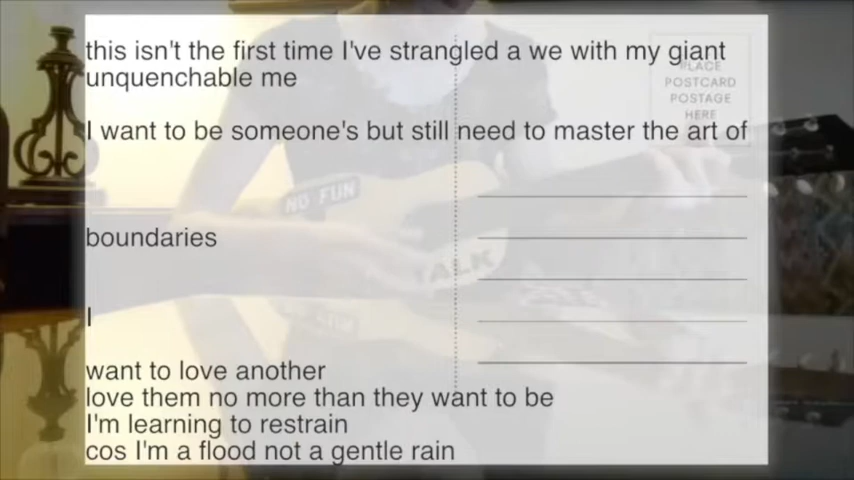 this isn't the first time I've strangled a we with my giant
unquenchable me
PLACE
POSTCARD
POSTAGE
HERE
I want to be someone's but still need to master the art of
NO FUN
boundaries
TALK
I
want to love another
love them no more than they want to be
I'm learning to restrain
cos I'm a flood not a gentle rain